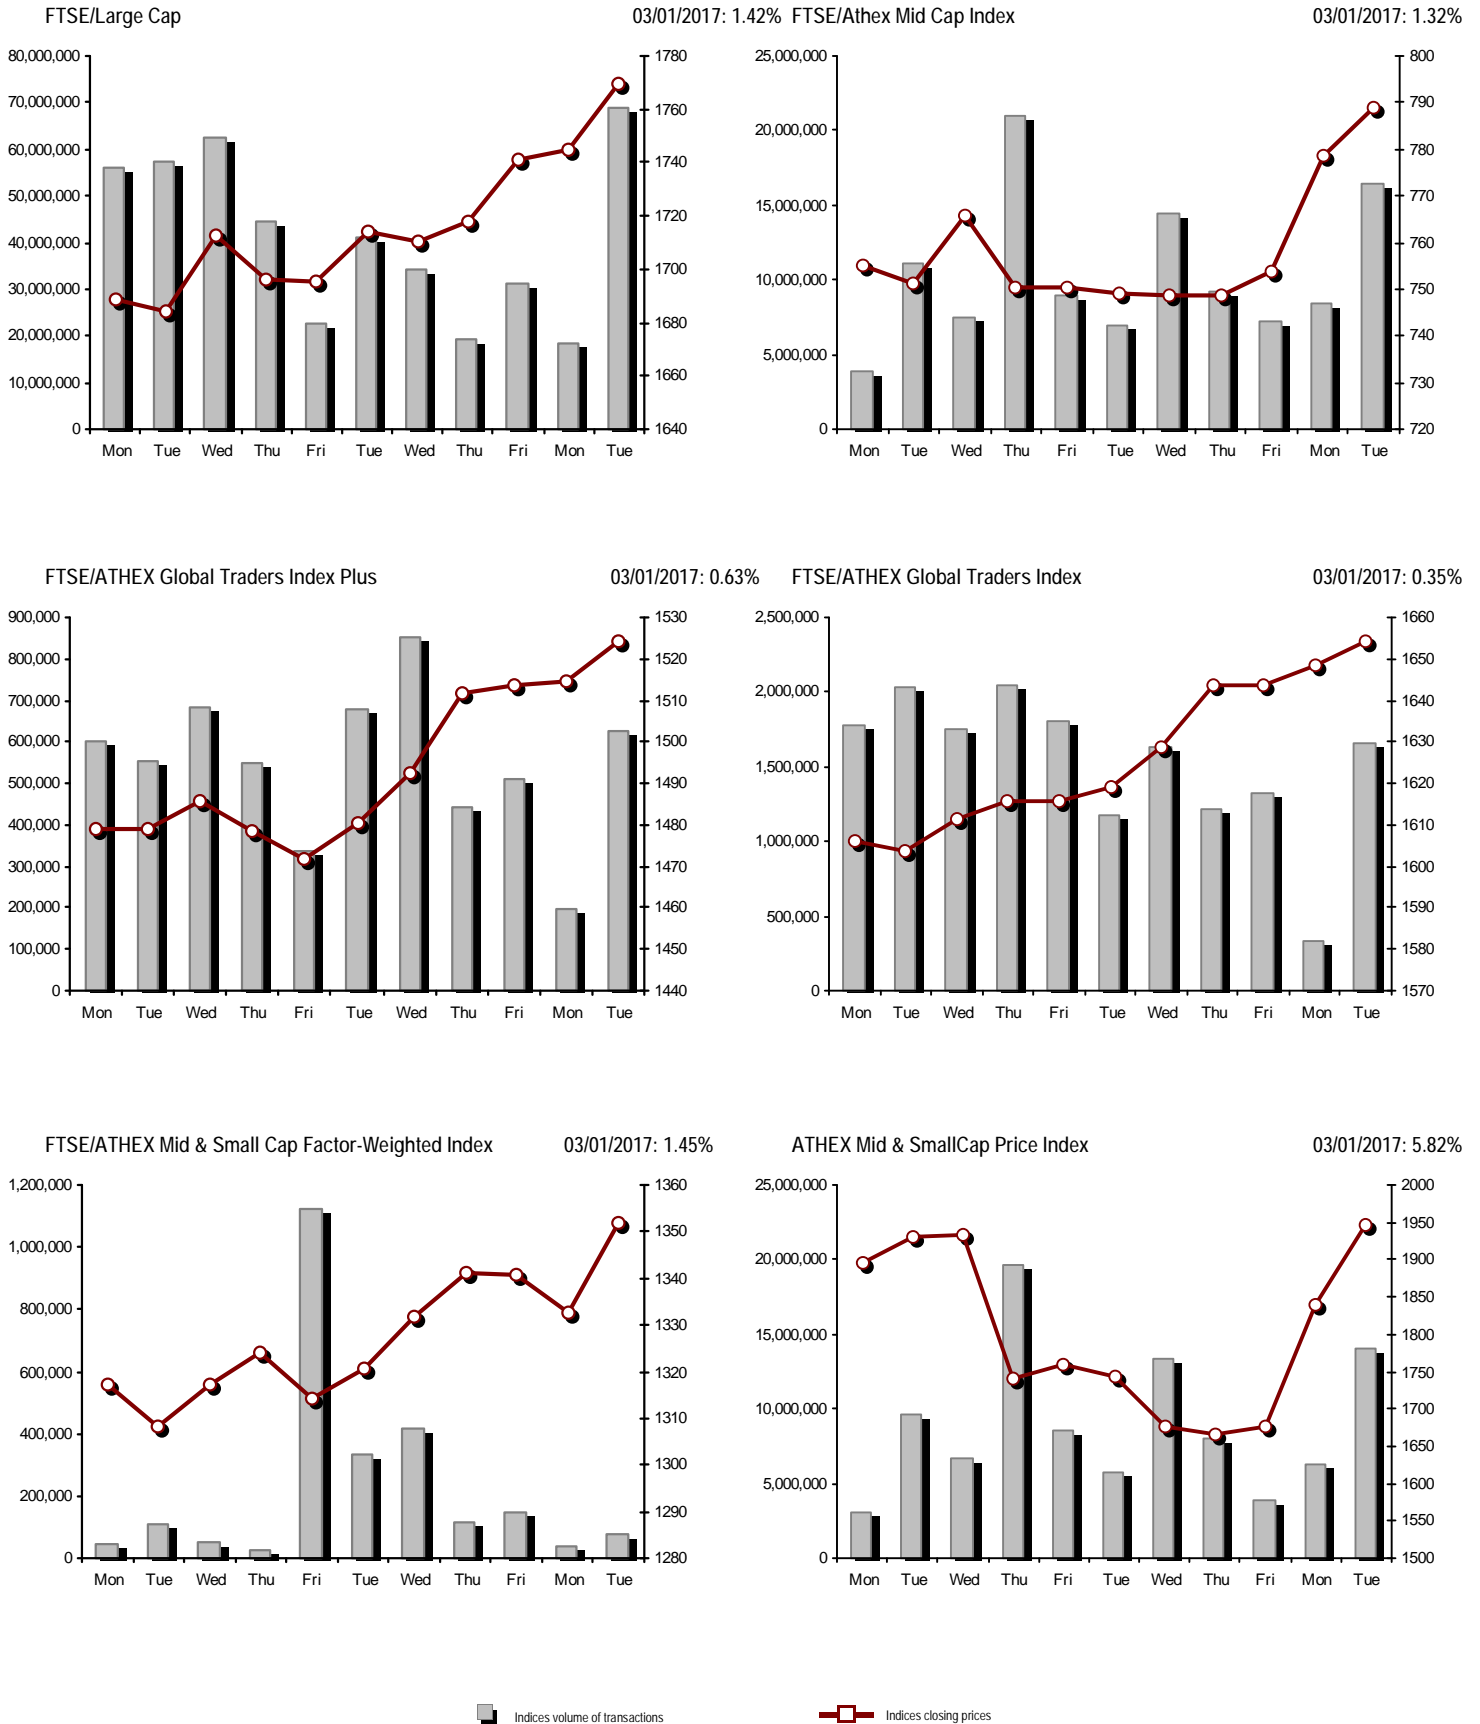 FTSE/Large Cap 03/01/2017: 1.42% FTSE/Athex Mid Cap Index 03/01/2017: 1.32%
80,000,000 1780 25,000,000 800
70,000,000 1760 20,000,000 790
60,000,000 1740 15,000,000 780
50,000,000 1720 10,000,000 770
40,000,000 1700 5,000,000 760
30,000,000 1680 0 750
20,000,000 1660 740
10,000,000 1640 730
0 720
Mon Tue Wed Thu Fri Tue Wed Thu Fri Mon Tue
Mon Tue Wed Thu Fri Tue Wed Thu Fri Mon Tue
FTSE/ATHEX Global Traders Index Plus 03/01/2017: 0.63% FTSE/ATHEX Global Traders Index 03/01/2017: 0.35%
900,000 1530 2,500,000 1660
800,000 1520 2,000,000 1650
700,000 1510 1,500,000 1640
600,000 1500 1,000,000 1630
500,000 1490 500,000 1620
400,000 1480 0 1610
300,000 1470 1600
200,000 1460 1590
100,000 1450 1580
0 1440 1570
Mon Tue Wed Thu Fri Tue Wed Thu Fri Mon Tue
Mon Tue Wed Thu Fri Tue Wed Thu Fri Mon Tue
FTSE/ATHEX Mid & Small Cap Factor-Weighted Index 03/01/2017: 1.45% ATHEX Mid & SmallCap Price Index 03/01/2017: 5.82%
1,200,000 1360 25,000,000 2000
1,000,000 1350 20,000,000 1950
800,000 1340 15,000,000 1900
600,000 1330 10,000,000 1850
400,000 1320 5,000,000 1800
200,000 1310 0 1750
0 1300 1700
1290 1650
1280 1600
1550
1500
Mon Tue Wed Thu Fri Tue Wed Thu Fri Mon Tue
Mon Tue Wed Thu Fri Tue Wed Thu Fri Mon Tue
Indices volume of transactions Indices closing prices